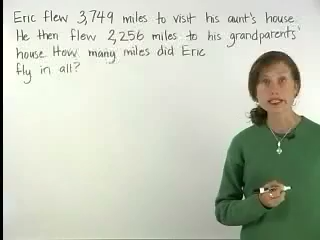 Eric flew 3,749 miles to visit his aunt's house.
He then flew 2,256 miles to his grandparents'
house. How many miles did Eric
fly in all?